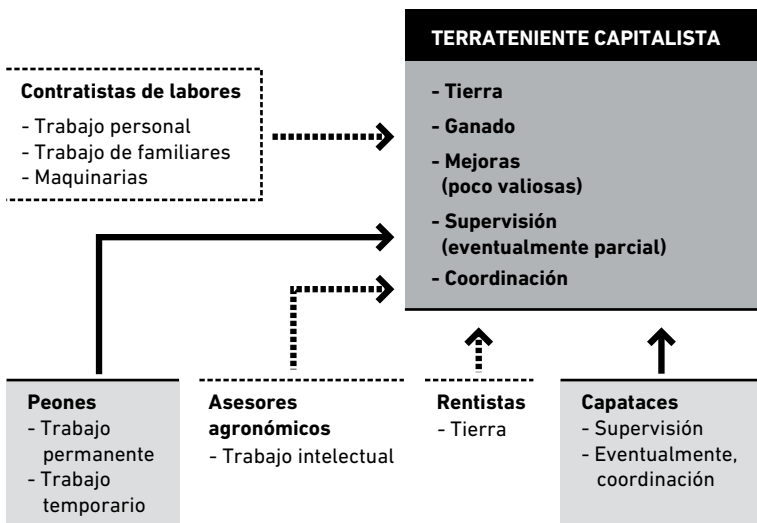 TERRATENIENTE CAPITALISTA
- Tierra
- Ganado
- Mejoras
(poco valiosas)
- Supervisión
(eventualmente parcial)
- Coordinación
Contratistas de labores
- Trabajo personal
- Trabajo de familiares
- Maquinarias
Peones
- Trabajo
permanente
- Trabajo
temporario
Asesores
agronómicos
- Trabajo intelectual
Rentistas
- Tierra
Capataces
- Supervisión
- Eventualmente,
coordinación